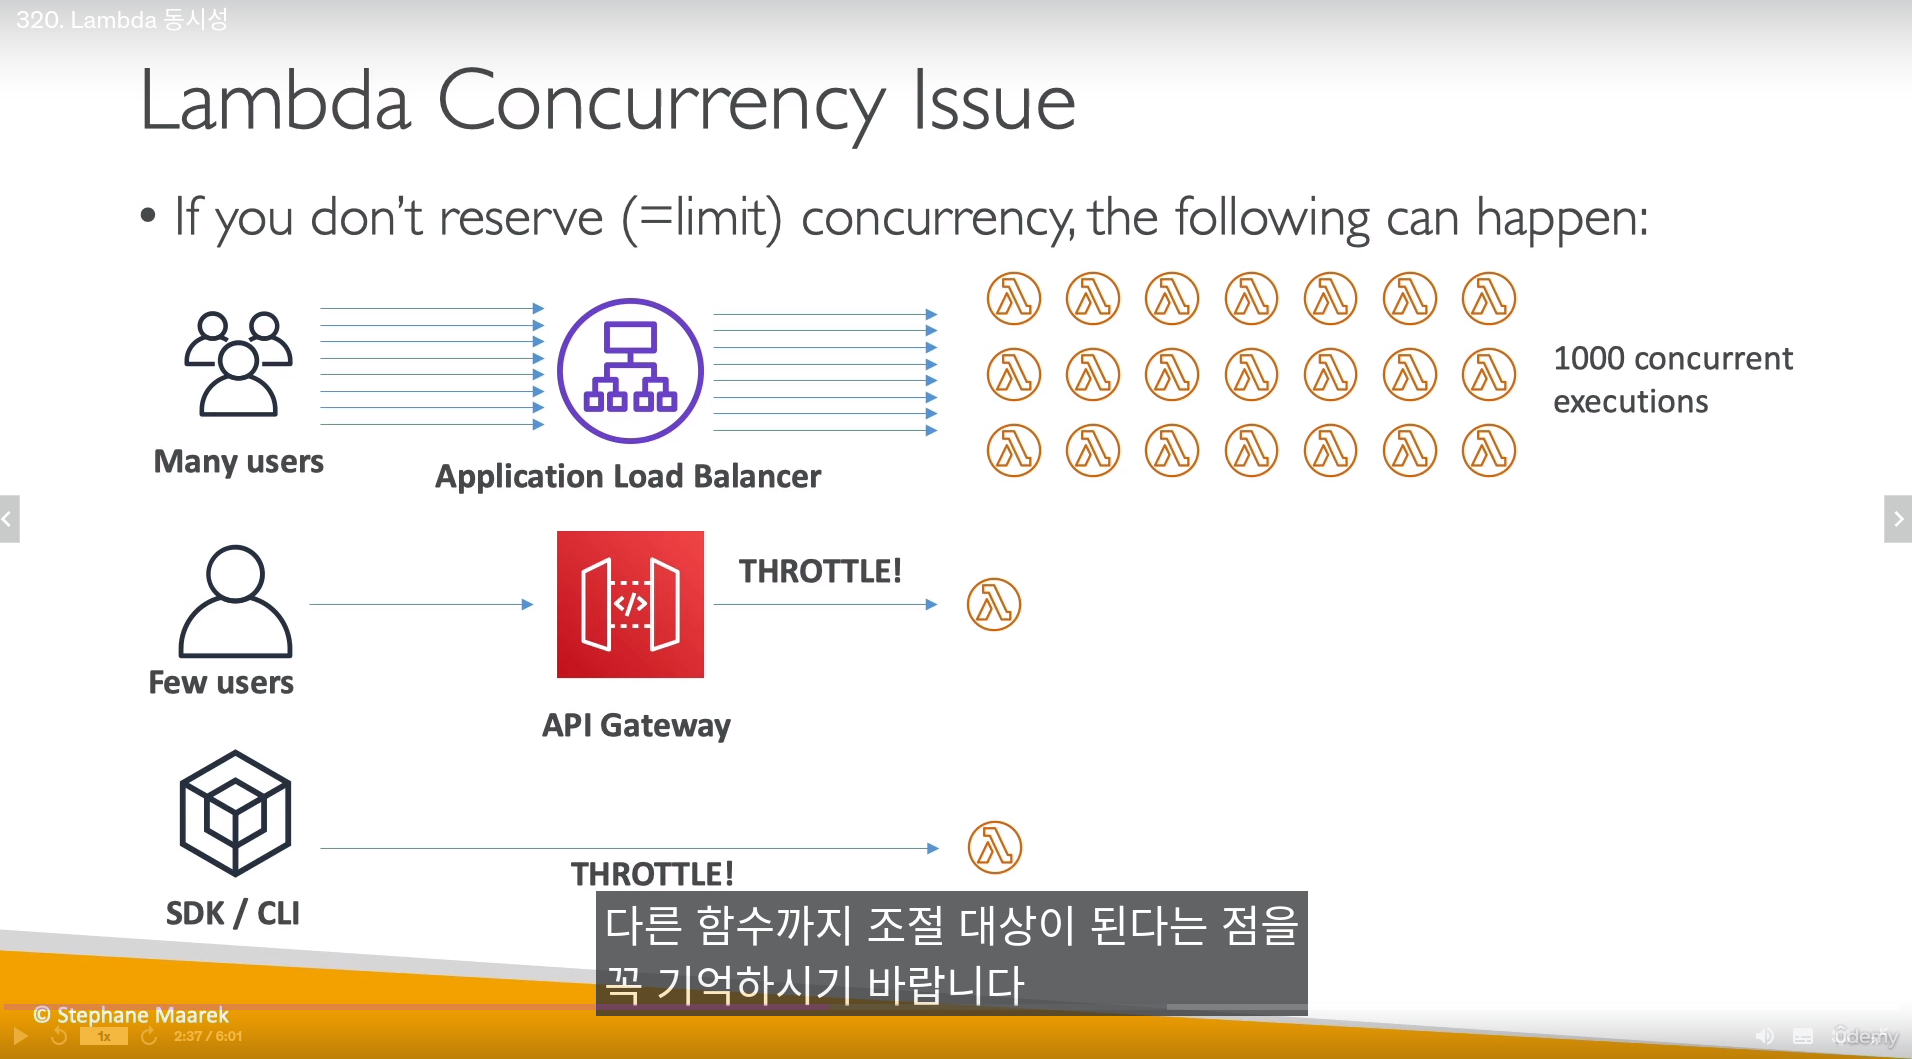 320. Lambda 동시성
Lambda Concurrency Issue
• If you don't reserve (=limit) concurrency, the following can happen:
Many users
Application Load Balancer
1000 concurrent
executions
Few users
API Gateway
THROTTLE!
SDK / CLI
THROTTLE!
다른 함수까지 조절 대상이 된다는 점을
꼭 기억하시기 바랍니다
© Stephane Maarek
1x
2:37 / 6:01
Udemy